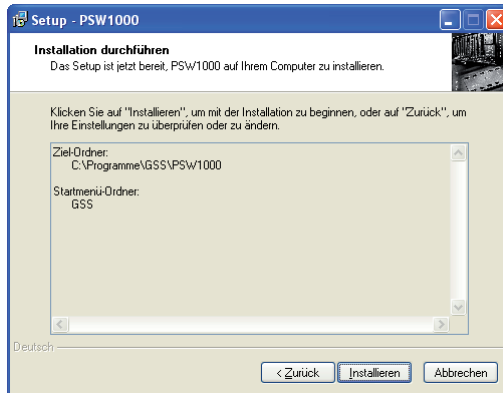 Setup - PSW1000
Installation durchführen
Das Setup ist jetzt bereit, PSW1000 auf Ihrem Computer zu installieren.
Klicken Sie auf "Installieren", um mit der Installation zu beginnen, oder auf "Zurück", um
Ihre Einstellungen zu überprüfen oder zu ändern.
Ziel-Ordner:
C:\Programme\GSS\PSW1000
Startmenü-Ordner:
GSS
Deutsch
< Zurück
Installieren
Abbrechen